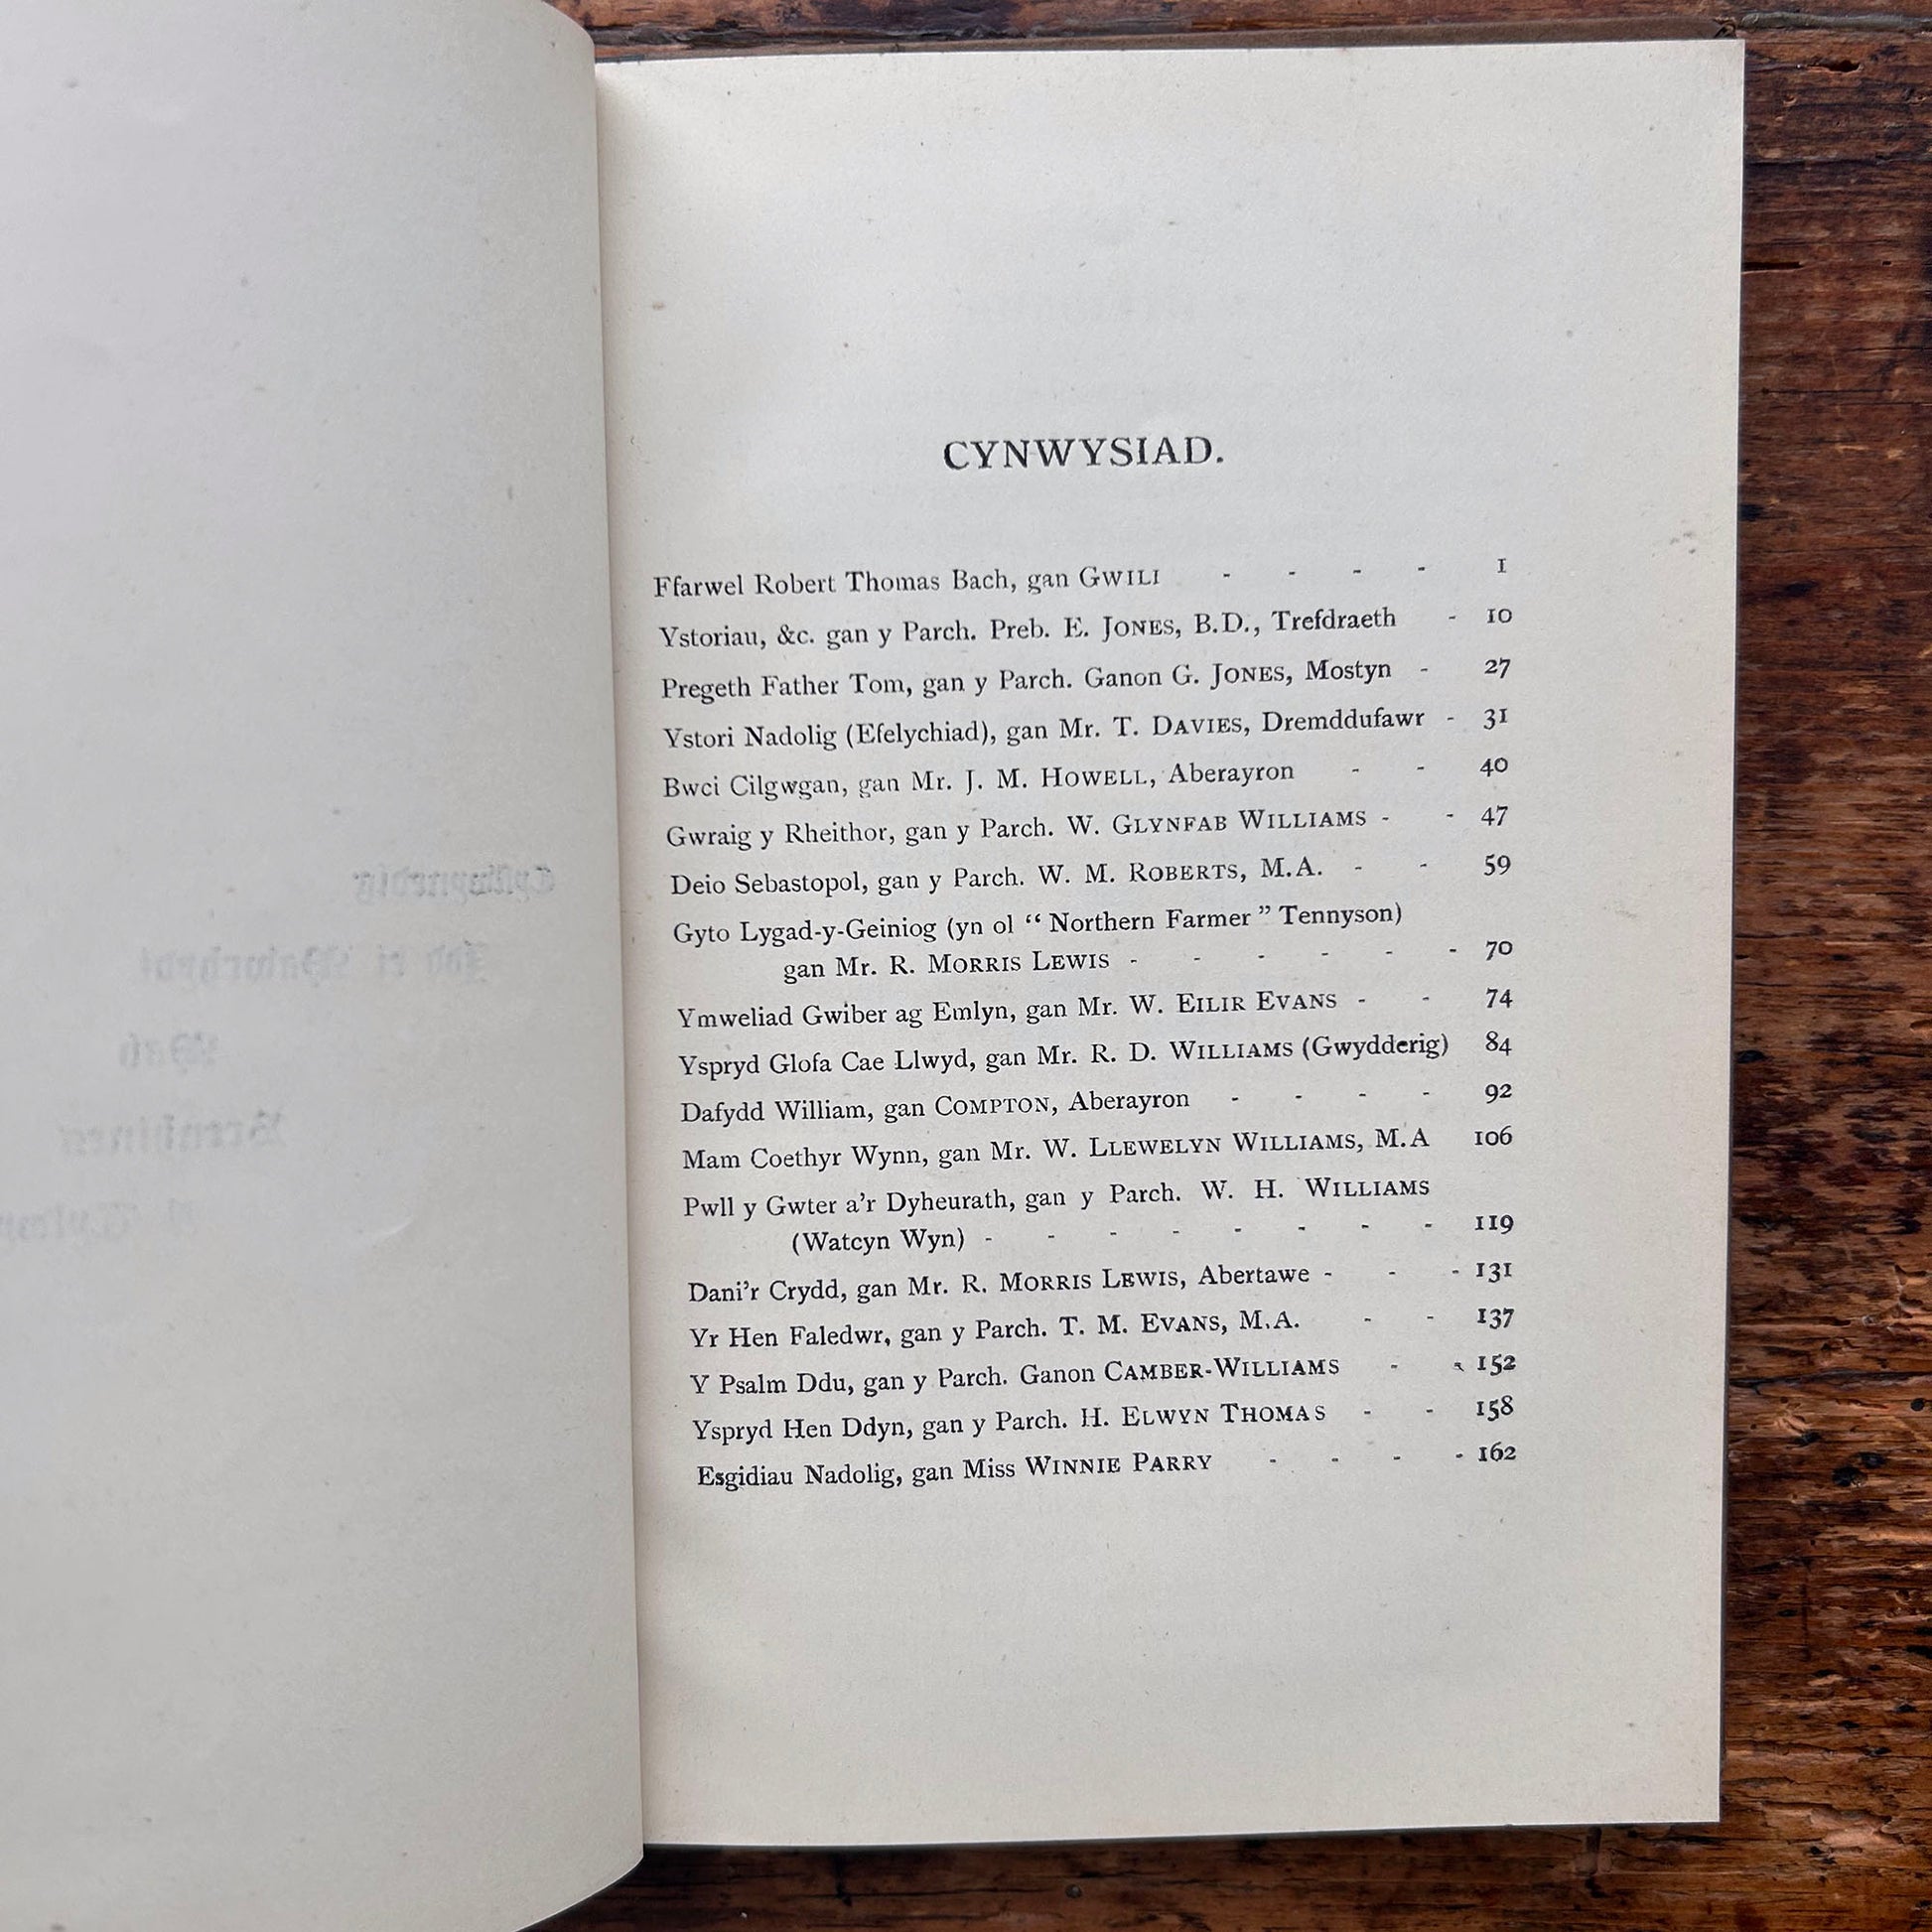 CYNWYSIAD.
Ffarwel Robert Thomas Bach, gan GWILI - - - - 1
Ystoriau, &c. gan y Parch. Preb. E. JONES, B.D., Trefdraeth - 10
Pregeth Father Tom, gan y Parch. Ganon G. JONES, Mostyn - 27
Ystori Nadolig (Efelychiad), gan Mr. T. DAVIES, Dremddufawr - 31
Bwci Cilgwgan, gan Mr. J. M. HOWELL, Aberayron - - 40
Gwraig y Rheithor, gan y Parch. W. GLYNFAB WILLIAMS - - 47
Deio Sebastopol, gan y Parch. W. M. ROBERTS, M.A. - - 59
Gyto Lygad-y-Geiniog (yn ol “ Northern Farmer ” Tennyson)
gan Mr. R. MORRIS LEWIS - - - - - - 70
Ymweliad Gwiber ag Emlyn, gan Mr. W. EILIR EVANS - - 74
Yspryd Glofa Cae Llwyd, gan Mr. R. D. WILLIAMS (Gwydderig) 84
Dafydd William, gan COMPTON, Aberayron - - - - 92
Mam Coethyr Wynn, gan Mr. W. LLEWELYN WILLIAMS, M.A 106
Pwll y Gwter a'r Dyheurath, gan y Parch. W. H. WILLIAMS
(Watcyn Wyn) - - - - - - - - 119
Dani'r Crydd, gan Mr. R. MORRIS LEWIS, Abertawe - - - 131
Yr Hen Faledwr, gan y Parch. T. M. EVANS, M.A. - - 137
Y Psalm Ddu, gan y Parch. Ganon CAMBER-WILLIAMS - - 152
Yspryd Hen Ddyn, gan y Parch. H. ELWYN THOMAS - - 158
Esgidiau Nadolig, gan Miss WINNIE PARRY - - - - 162